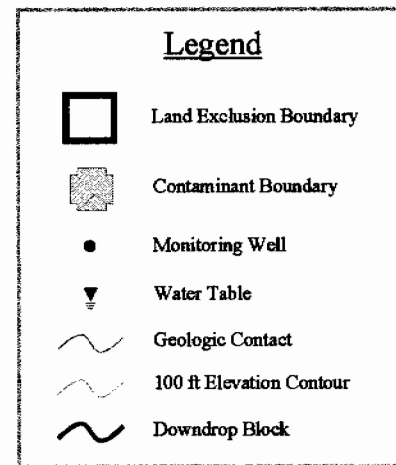 Legend
Land Exclusion Boundary
Contaminant Boundary
Monitoring Well
Water Table
Geologic Contact
100 ft Elevation Contour
Downdrop Block